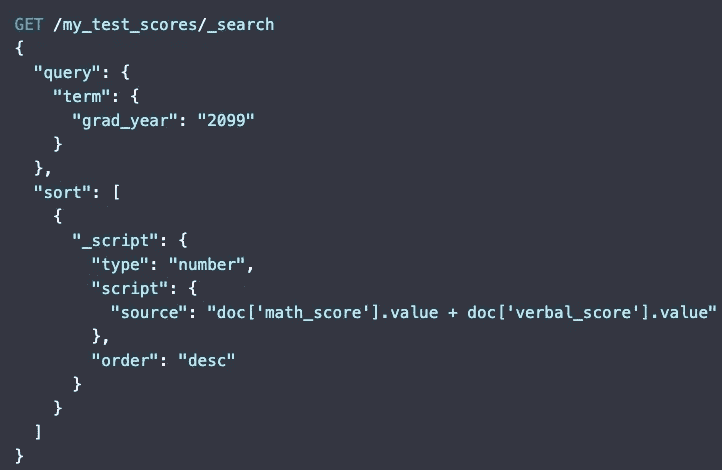 GET /my_test_scores/_search
{
  "query": {
    "term": {
      "grad_year": "2099"
    }
  },
  "sort": [
    {
      "_script": {
        "type": "number",
        "script": {
          "source": "doc['math_score'].value + doc['verbal_score'].value"
        },
        "order": "desc"
      }
    }
  ]
}